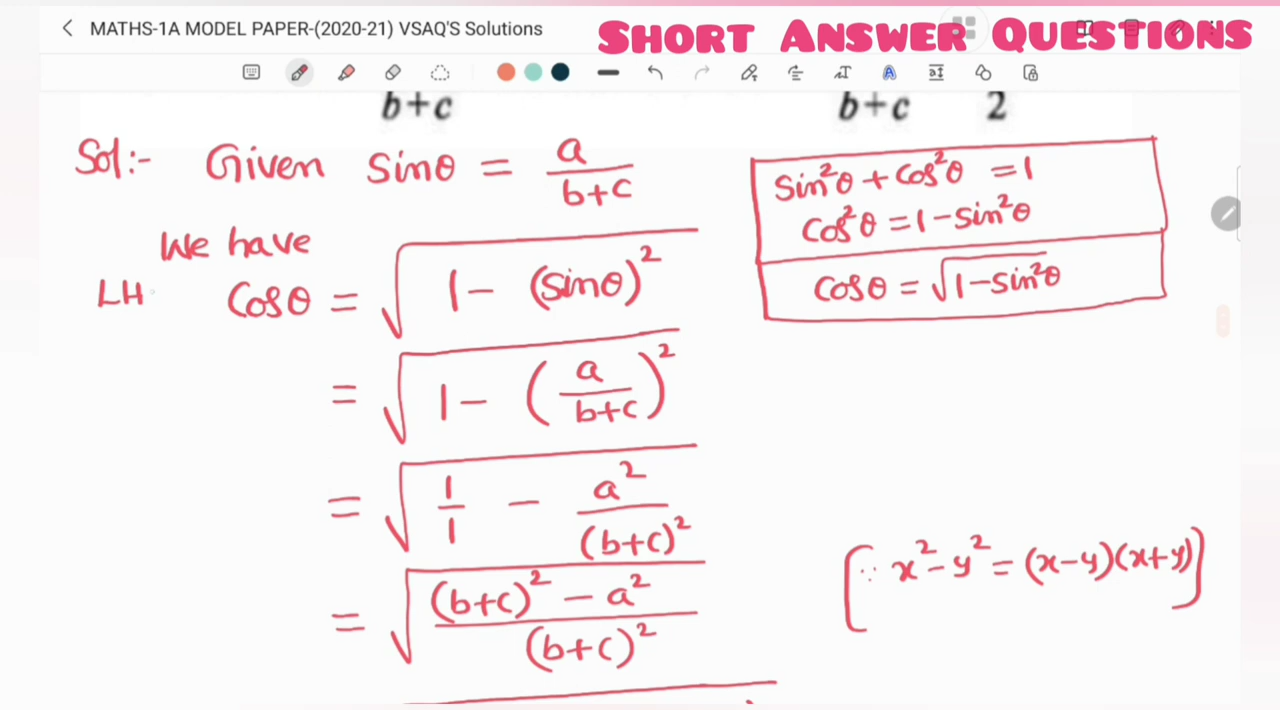 MATHS-1A MODEL PAPER-(2020-21) VSAQ'S Solutions
SHORT ANSWER QUESTIONS
b+c b+c 2
Sol:- Given sinθ = a/(b+c)
sin²θ + cos²θ = 1
cos²θ = 1 - sin²θ
cosθ = √(1-sin²θ)
We have
LH cosθ = √(1 - (sinθ)²)
= √(1 - (a/(b+c))²)
= √(1/1 - a²/(b+c)²)
= √(((b+c)² - a²)/(b+c)²)
[∵ x² - y² = (x-y)(x+y)]